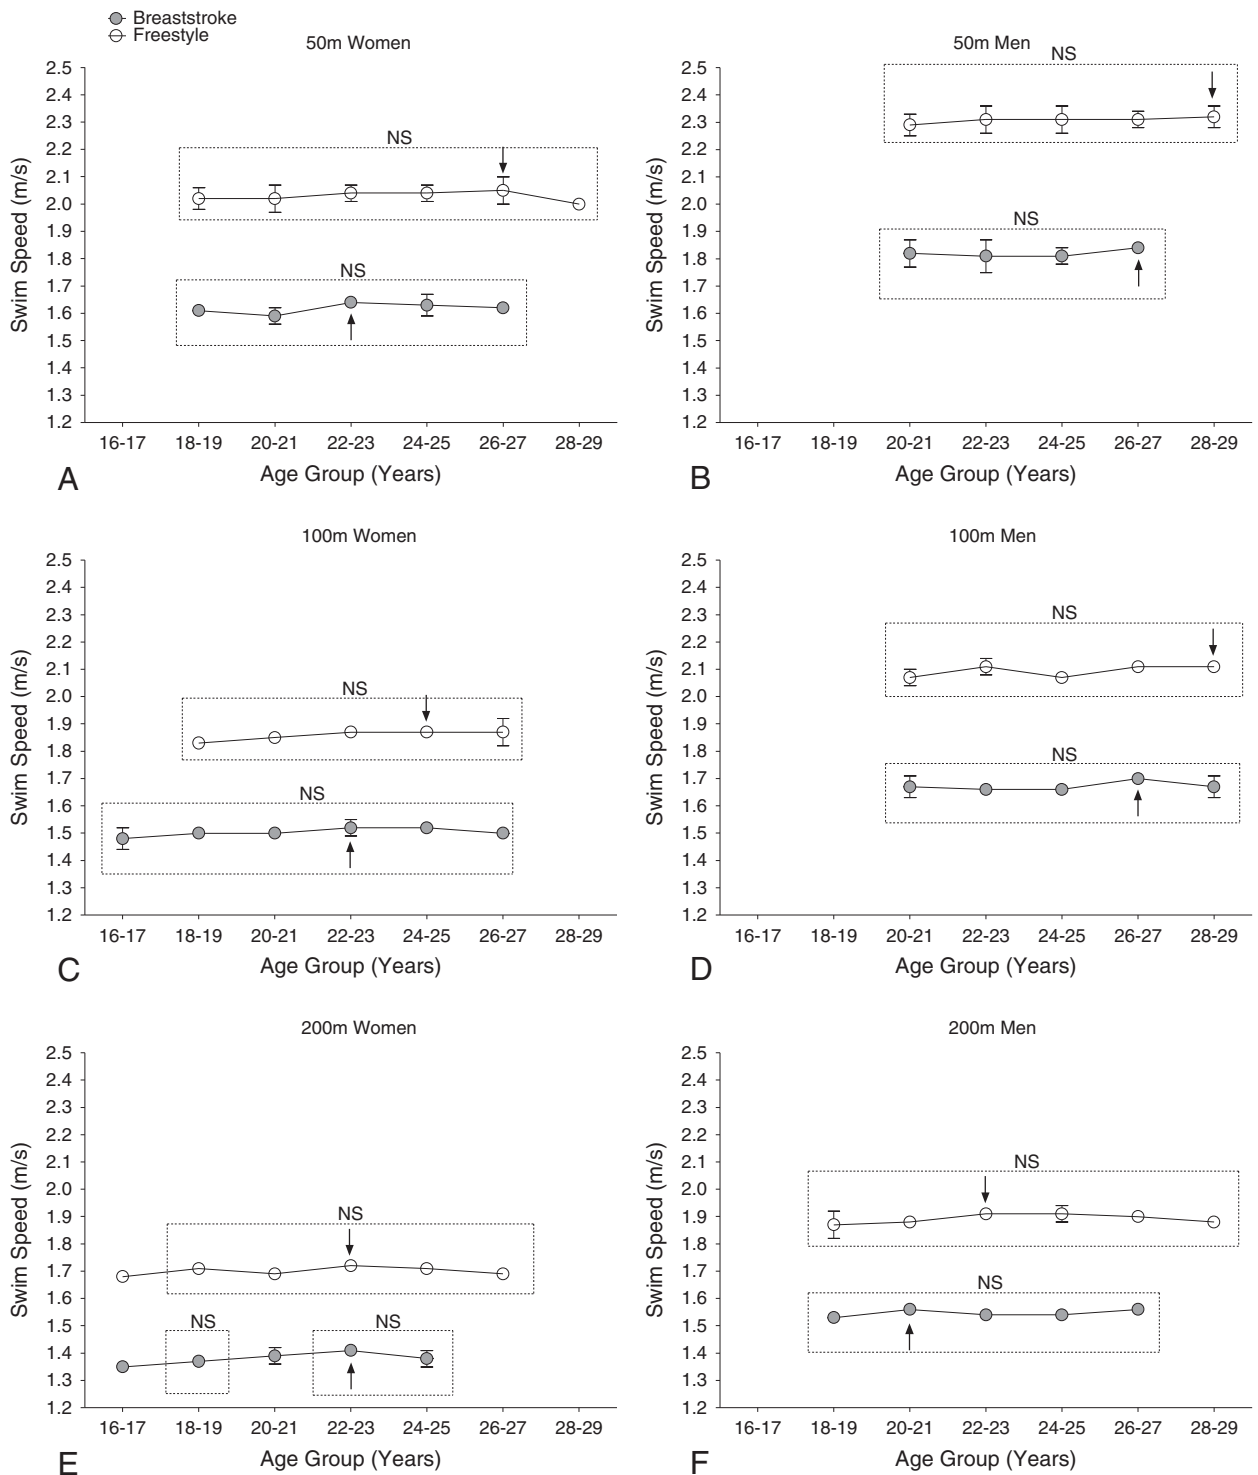 Breaststroke
Freestyle
50m Women
2.5
2.4
2.3
2.2
2.1
2.0
1.9
1.8
1.7
1.6
1.5
1.4
1.3
1.2
Swim Speed (m/s)
NS
NS
16-17 18-19 20-21 22-23 24-25 26-27 28-29
Age Group (Years)
A
50m Men
2.5
2.4
2.3
2.2
2.1
2.0
1.9
1.8
1.7
1.6
1.5
1.4
1.3
1.2
Swim Speed (m/s)
NS
NS
16-17 18-19 20-21 22-23 24-25 26-27 28-29
Age Group (Years)
B
100m Women
2.5
2.4
2.3
2.2
2.1
2.0
1.9
1.8
1.7
1.6
1.5
1.4
1.3
1.2
Swim Speed (m/s)
NS
NS
16-17 18-19 20-21 22-23 24-25 26-27 28-29
Age Group (Years)
C
100m Men
2.5
2.4
2.3
2.2
2.1
2.0
1.9
1.8
1.7
1.6
1.5
1.4
1.3
1.2
Swim Speed (m/s)
NS
NS
16-17 18-19 20-21 22-23 24-25 26-27 28-29
Age Group (Years)
D
200m Women
2.5
2.4
2.3
2.2
2.1
2.0
1.9
1.8
1.7
1.6
1.5
1.4
1.3
1.2
Swim Speed (m/s)
NS
NS NS
16-17 18-19 20-21 22-23 24-25 26-27 28-29
Age Group (Years)
E
200m Men
2.5
2.4
2.3
2.2
2.1
2.0
1.9
1.8
1.7
1.6
1.5
1.4
1.3
1.2
Swim Speed (m/s)
NS
NS
16-17 18-19 20-21 22-23 24-25 26-27 28-29
Age Group (Years)
F